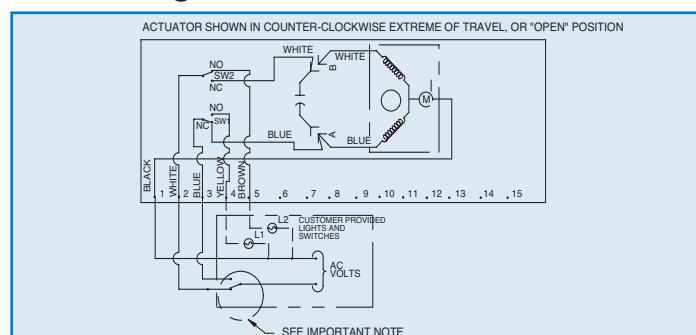 ACTUATOR SHOWN IN COUNTER-CLOCKWISE EXTREME OF TRAVEL, OR "OPEN" POSITION
WHITE
WHITE
B
NO
SW2
NC
M
NO
NC
SW1
BLUE
A
BLUE
BLACK
WHITE
BLUE
YELLOW
BROWN
1 2 3 4 5 .6 .7 .8 .9 .10 .11 .12 .13 .14 .15
L2
CUSTOMER PROVIDED
LIGHTS AND
SWITCHES
L1
AC
VOLTS
SEE IMPORTANT NOTE